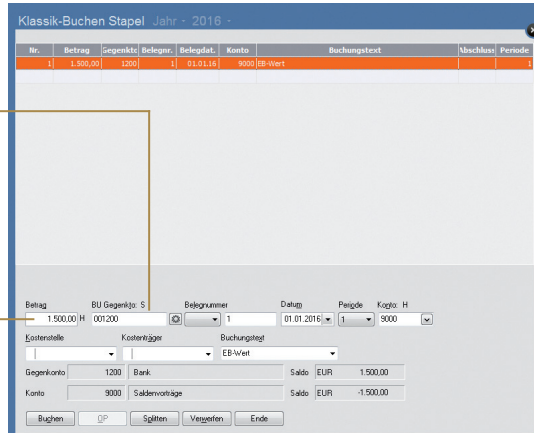 Klassik-Buchen Stapel Jahr - 2016 -
Nr. Betrag Gegenktc Belegnr. Belegdat. Konto Buchungstext Abschluss Periode
1 1.500,00 1200 1 01.01.16 9000 EB-Wert 1
Betrag BU Gegenkto: S Belegnummer Datum Periode Konto: H
1.500,00 H 001200 1 01.01.2016 1 9000
Kostenstelle Kostenträger Buchungstext
EB-Wert
Gegenkonto 1200 Bank Saldo EUR 1.500,00
Konto 9000 Saldenvorträge Saldo EUR -1.500,00
Buchen OP Splitten Verwerfen Ende